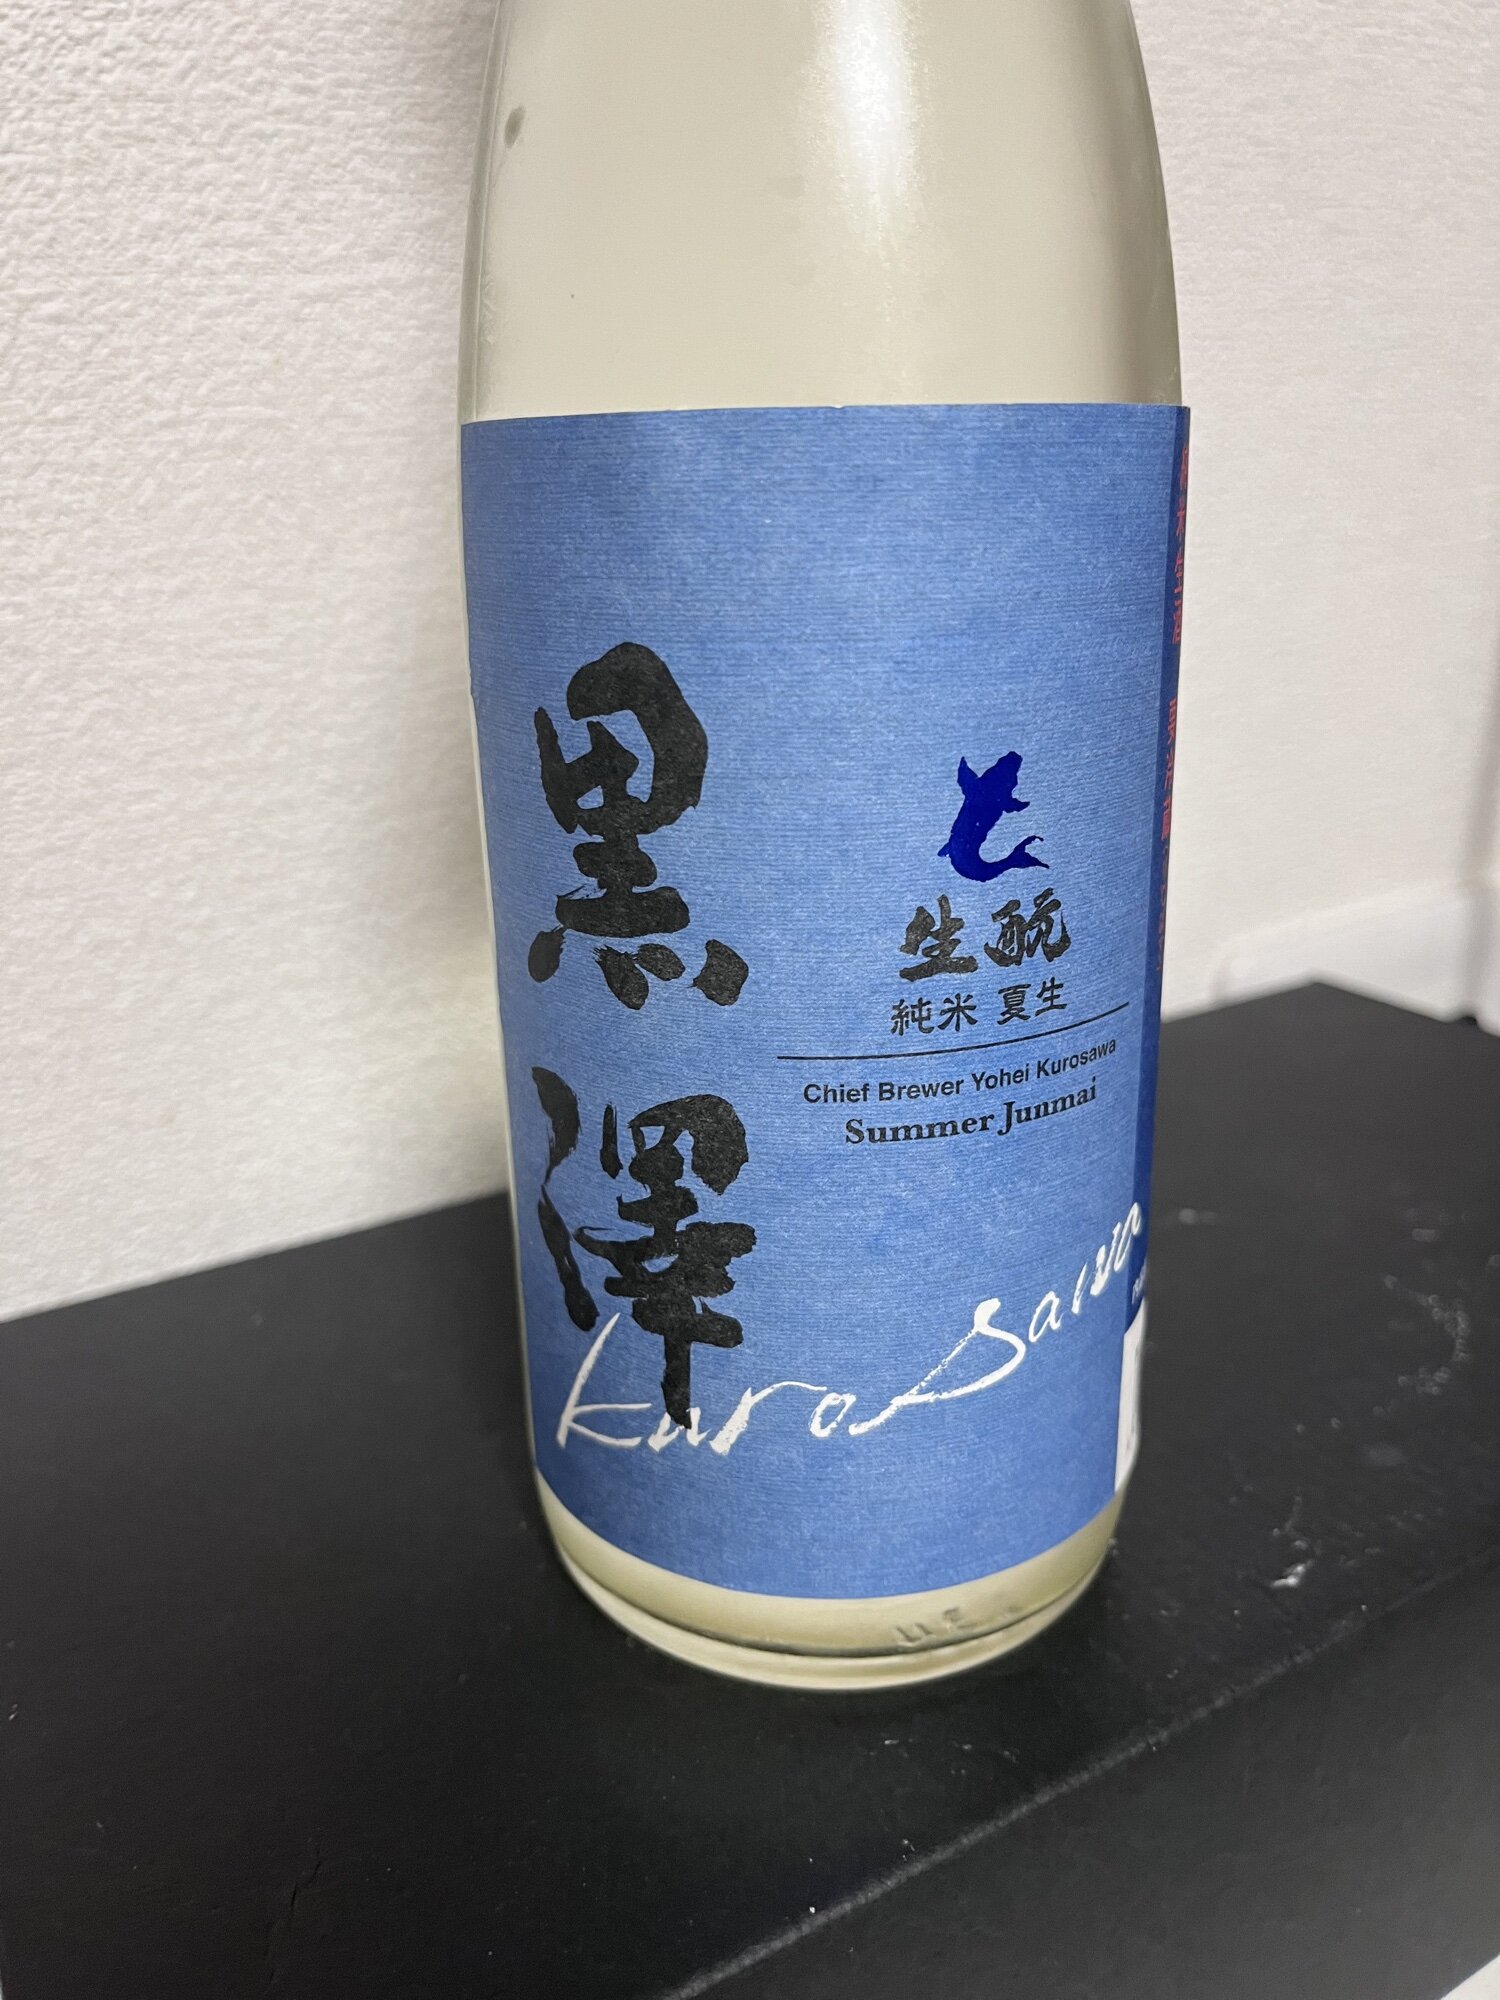 黒澤
生酛
純米 夏生
Chief Brewer Yohei Kurosawa
Summer Junmai
KuroSawa